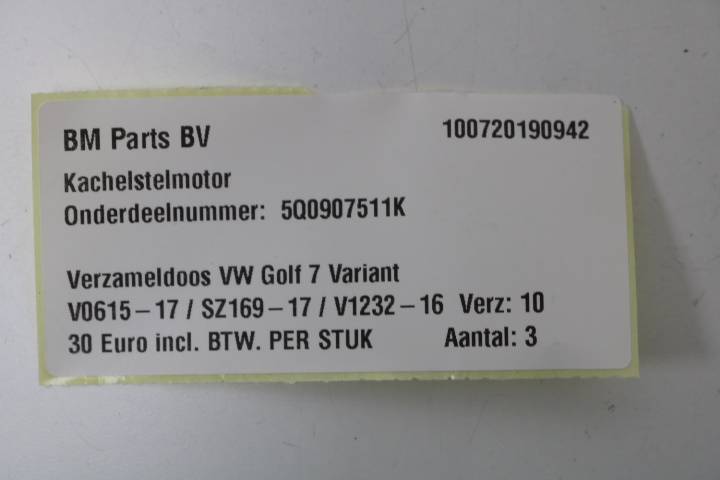 BM Parts BV 100720190942
Kachelstelmotor
Onderdeelnummer: 5Q0907511K
Verzameldoos VW Golf 7 Variant
V0615-17 / SZ169-17 / V1232-16 Verz: 10
30 Euro incl. BTW. PER STUK Aantal: 3